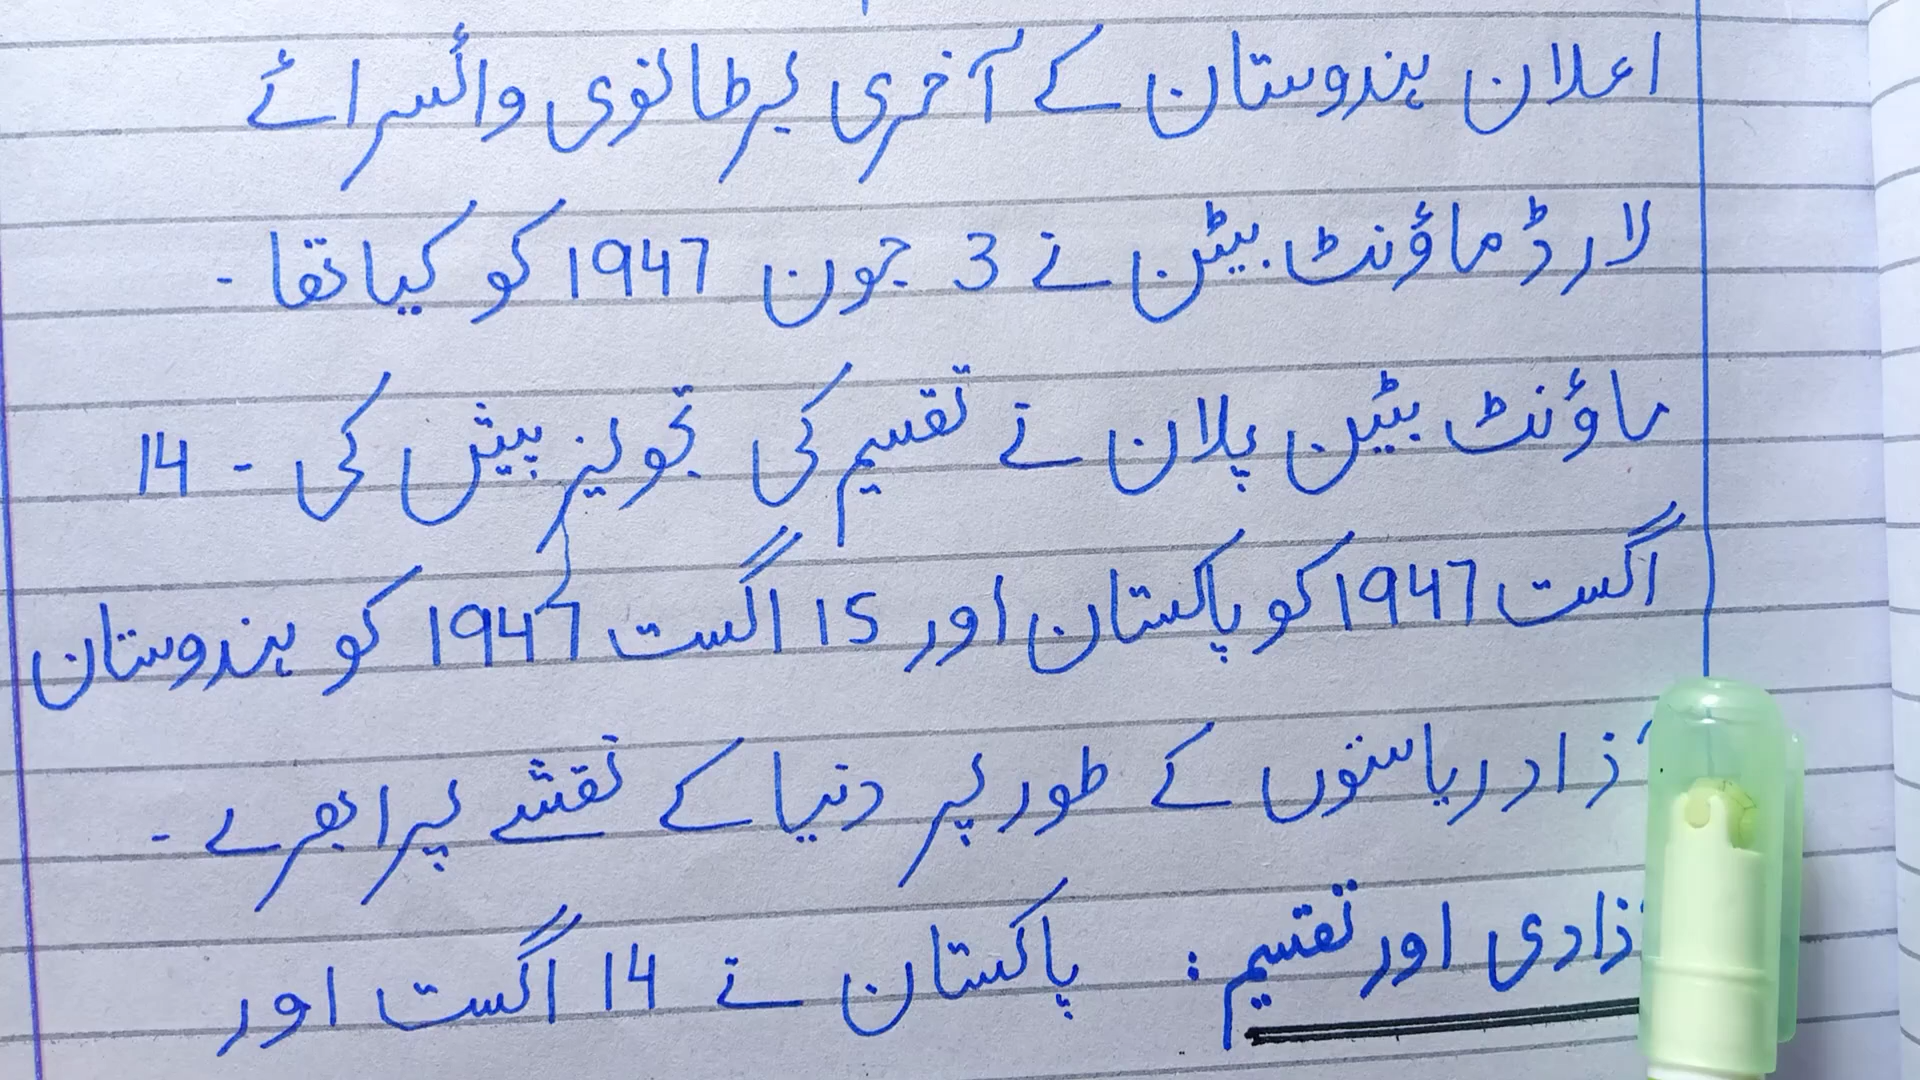 اعلان ہندوستان کے آخری برطانوی وائسرائے
لارڈ ماؤنٹ بیٹن نے 3 جون 1947 کو کیا تھا ۔
ماؤنٹ بیٹن پلان نے تقسیم کی تجویز پیش کی ۔ 14
اگست 1947 کو پاکستان اور 15 اگست 1947 کو ہندوستان
آزاد ریاستوں کے طور پر دنیا کے نقشے پر ابھرے ۔
آزادی اور تقسیم : پاکستان نے 14 اگست اور